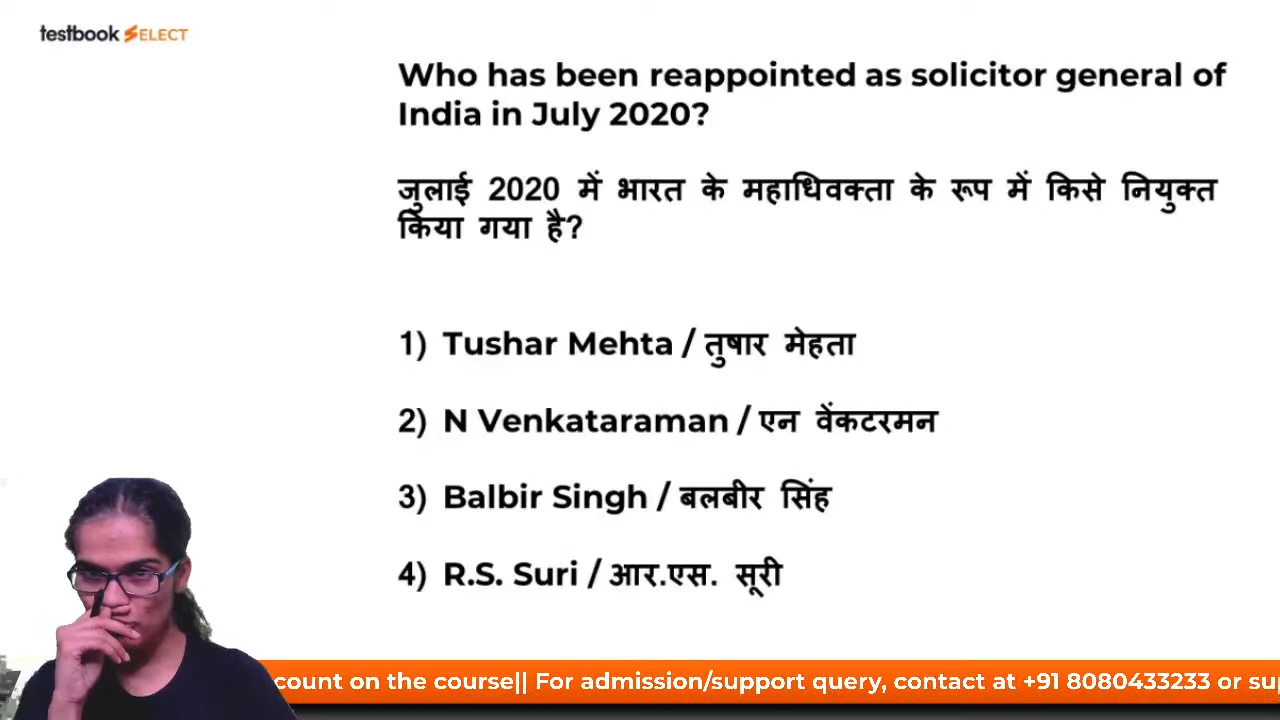 testbook SELECT
Who has been reappointed as solicitor general of
India in July 2020?
जुलाई 2020 में भारत के महाधिवक्ता के रूप में किसे नियुक्त
किया गया है?
1) Tushar Mehta / तुषार मेहता
2) N Venkataraman / एन वेंकटरमन
3) Balbir Singh / बलबीर सिंह
4) R.S. Suri / आर.एस. सूरी
count on the course|| For admission/support query, contact at +91 8080433233 or su